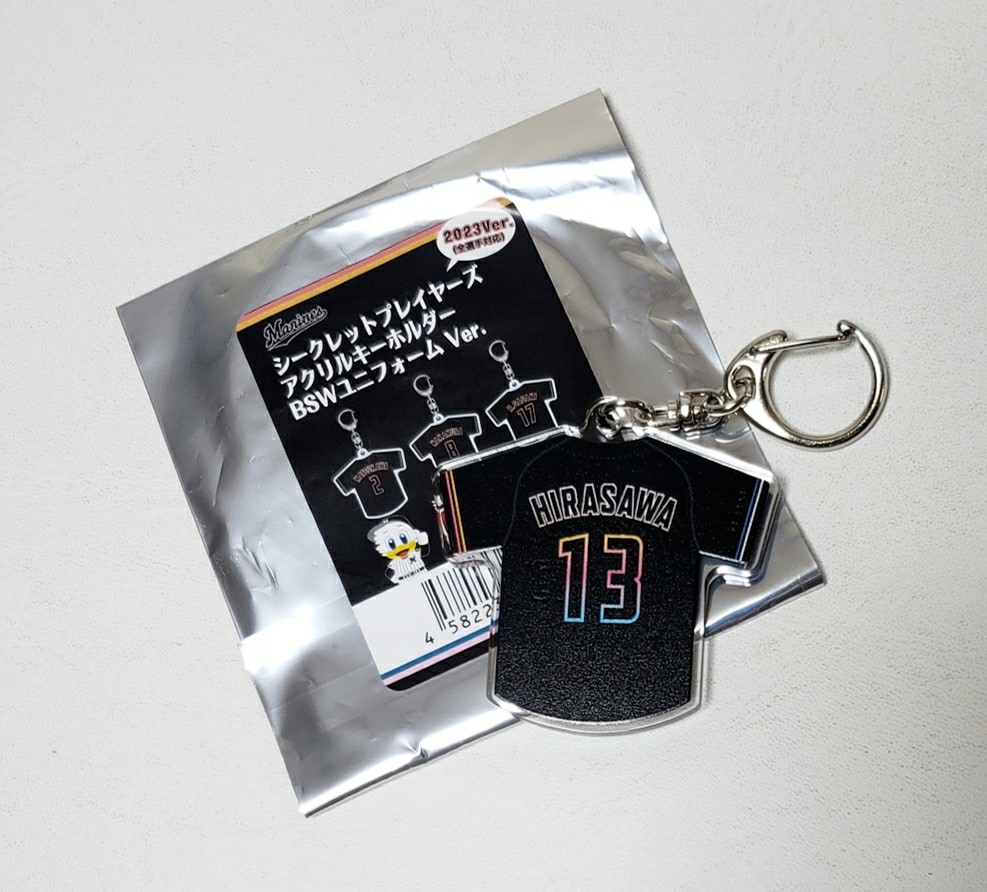 2023Ver.
(全選手対応)
Marines
シークレットプレイヤーズ
アクリルキーホルダー
BSWユニフォームVer.
2
8
17
4 5822
HIRASAWA
13